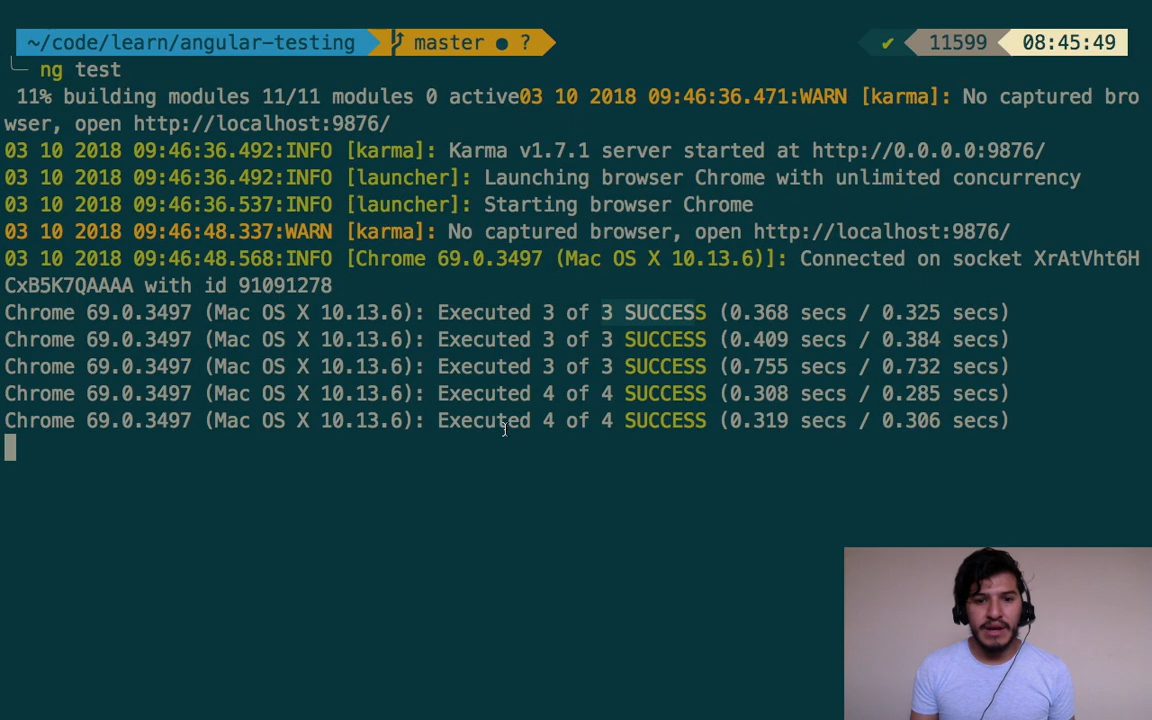 ~/code/learn/angular-testing master ● ? ✔ 11599 08:45:49
ng test
11% building modules 11/11 modules 0 active03 10 2018 09:46:36.471:WARN [karma]: No captured bro
wser, open http://localhost:9876/
03 10 2018 09:46:36.492:INFO [karma]: Karma v1.7.1 server started at http://0.0.0.0:9876/
03 10 2018 09:46:36.492:INFO [launcher]: Launching browser Chrome with unlimited concurrency
03 10 2018 09:46:36.537:INFO [launcher]: Starting browser Chrome
03 10 2018 09:46:48.337:WARN [karma]: No captured browser, open http://localhost:9876/
03 10 2018 09:46:48.568:INFO [Chrome 69.0.3497 (Mac OS X 10.13.6)]: Connected on socket XrAtVht6H
CxB5K7QAAAA with id 91091278
Chrome 69.0.3497 (Mac OS X 10.13.6): Executed 3 of 3 SUCCESS (0.368 secs / 0.325 secs)
Chrome 69.0.3497 (Mac OS X 10.13.6): Executed 3 of 3 SUCCESS (0.409 secs / 0.384 secs)
Chrome 69.0.3497 (Mac OS X 10.13.6): Executed 3 of 3 SUCCESS (0.755 secs / 0.732 secs)
Chrome 69.0.3497 (Mac OS X 10.13.6): Executed 4 of 4 SUCCESS (0.308 secs / 0.285 secs)
Chrome 69.0.3497 (Mac OS X 10.13.6): Executed 4 of 4 SUCCESS (0.319 secs / 0.306 secs)